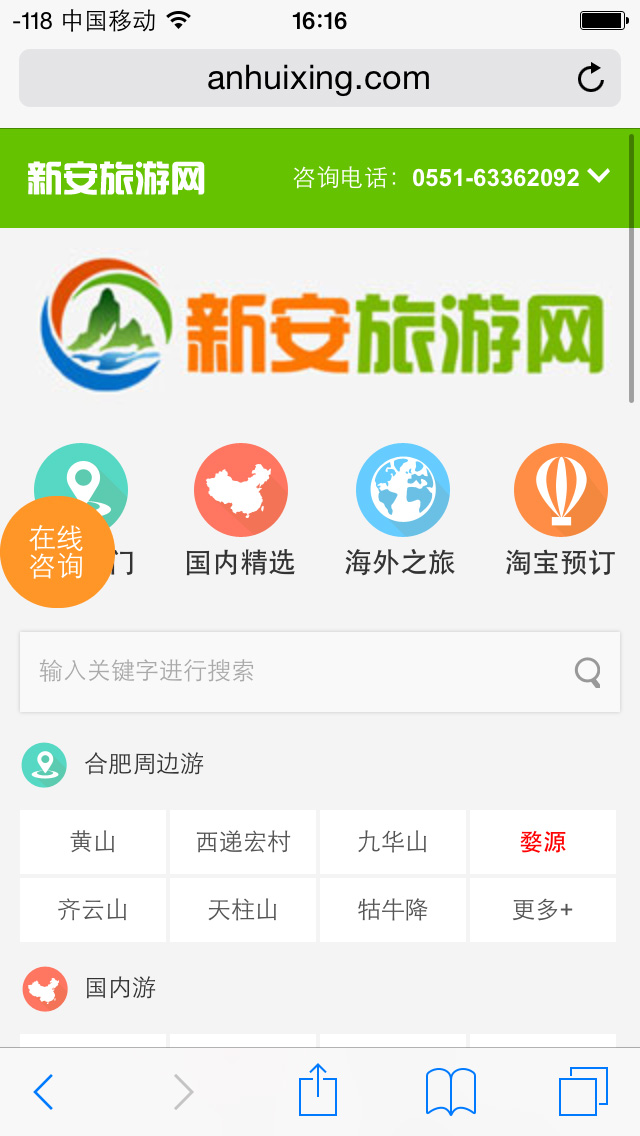 -118 中国移动 16:16
anhuixing.com
新安旅游网 咨询电话：0551-63362092
新安旅游网
在线
咨询
门 国内精选 海外之旅 淘宝预订
输入关键字进行搜索
合肥周边游
黄山 西递宏村 九华山 婺源
齐云山 天柱山 牯牛降 更多+
国内游